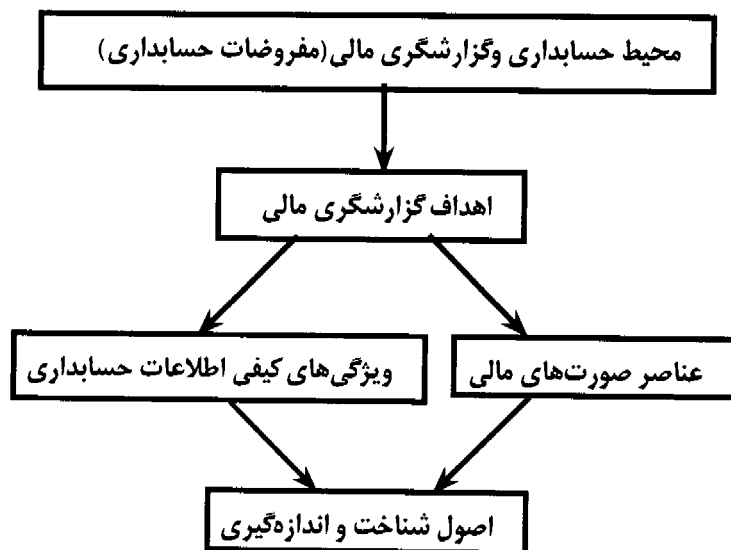 محیط حسابداری وگزارشگری مالی(مفروضات حسابداری)
اهداف گزارشگری مالی
عناصر صورت‌های مالی
ویژگی‌های کیفی اطلاعات حسابداری
اصول شناخت و اندازه‌گیری